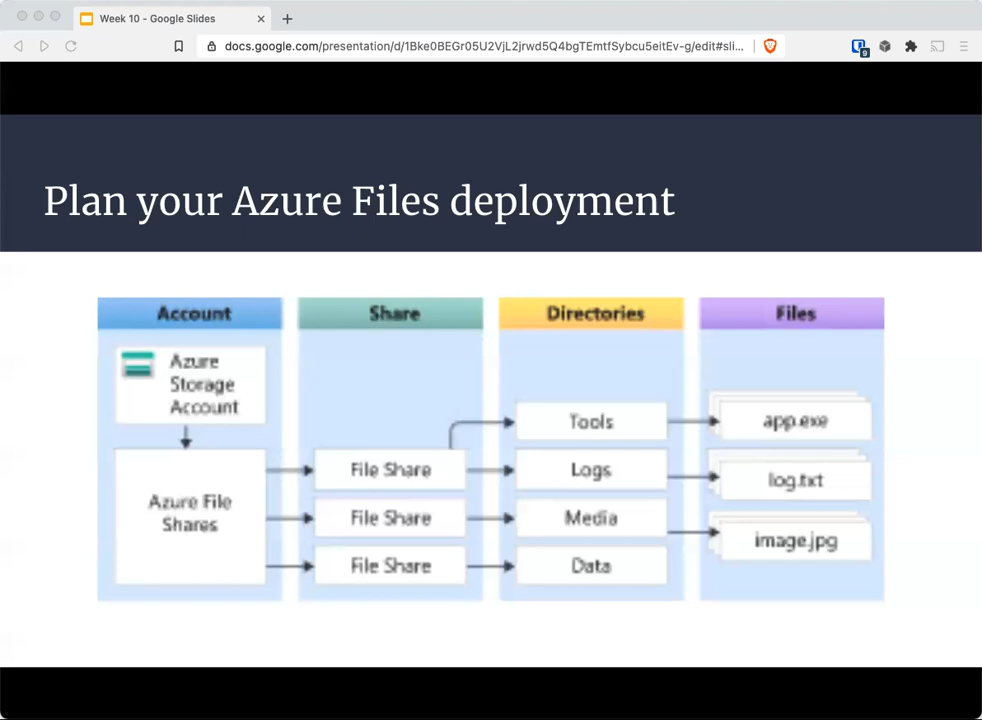 Week 10 - Google Slides
docs.google.com/presentation/d/1Bke0BEGr05U2VjL2jrwd5Q4bgTEmtfSybcu5eitEv-g/edit#sli...
9
Plan your Azure Files deployment
Account
Share
Directories
Files
Azure
Storage
Account
Tools
app.exe
File Share
Logs
log.txt
Azure File
Shares
File Share
Media
image.jpg
File Share
Data